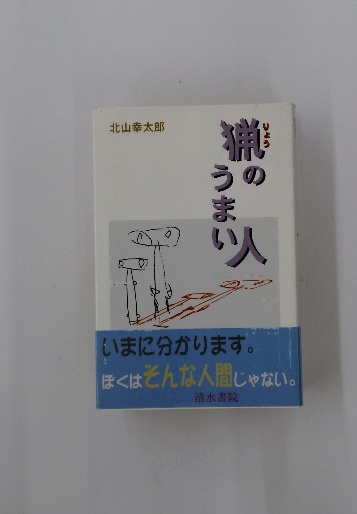 北山幸太郎
猟の
りょう
うまい人
いまに分かります。
ぼくはそんな人間じゃない。
清水書院